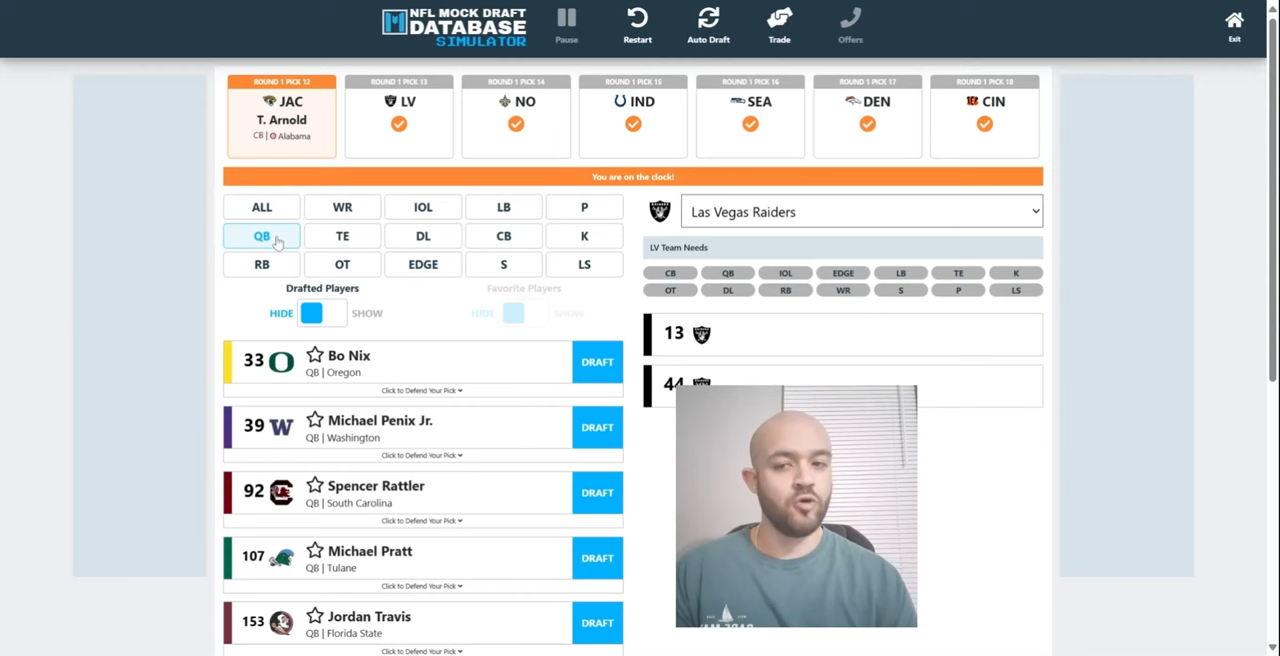 NFL MOCK DRAFT
DATABASE
SIMULATOR
Pause
Restart
Auto Draft
Trade
Offers
Exit
ROUND 1 PICK 12
JAC
T. Arnold
CB | Alabama
ROUND 1 PICK 13
LV
ROUND 1 PICK 14
NO
ROUND 1 PICK 15
IND
ROUND 1 PICK 16
SEA
ROUND 1 PICK 17
DEN
ROUND 1 PICK 18
CIN
You are on the clock!
ALL WR IOL LB P
QB TE DL CB K
RB OT EDGE S LS
Drafted Players
HIDE SHOW
Favorite Players
HIDE SHOW
33 Bo Nix
QB | Oregon
DRAFT
Click to Defend Your Pick
39 W Michael Penix Jr.
QB | Washington
DRAFT
Click to Defend Your Pick
92 Spencer Rattler
QB | South Carolina
DRAFT
Click to Defend Your Pick
107 Michael Pratt
QB | Tulane
DRAFT
Click to Defend Your Pick
153 Jordan Travis
QB | Florida State
DRAFT
Click to Defend Your Pick
Las Vegas Raiders
LV Team Needs
CB QB IOL EDGE LB TE K
OT DL RB WR S P LS
13
44